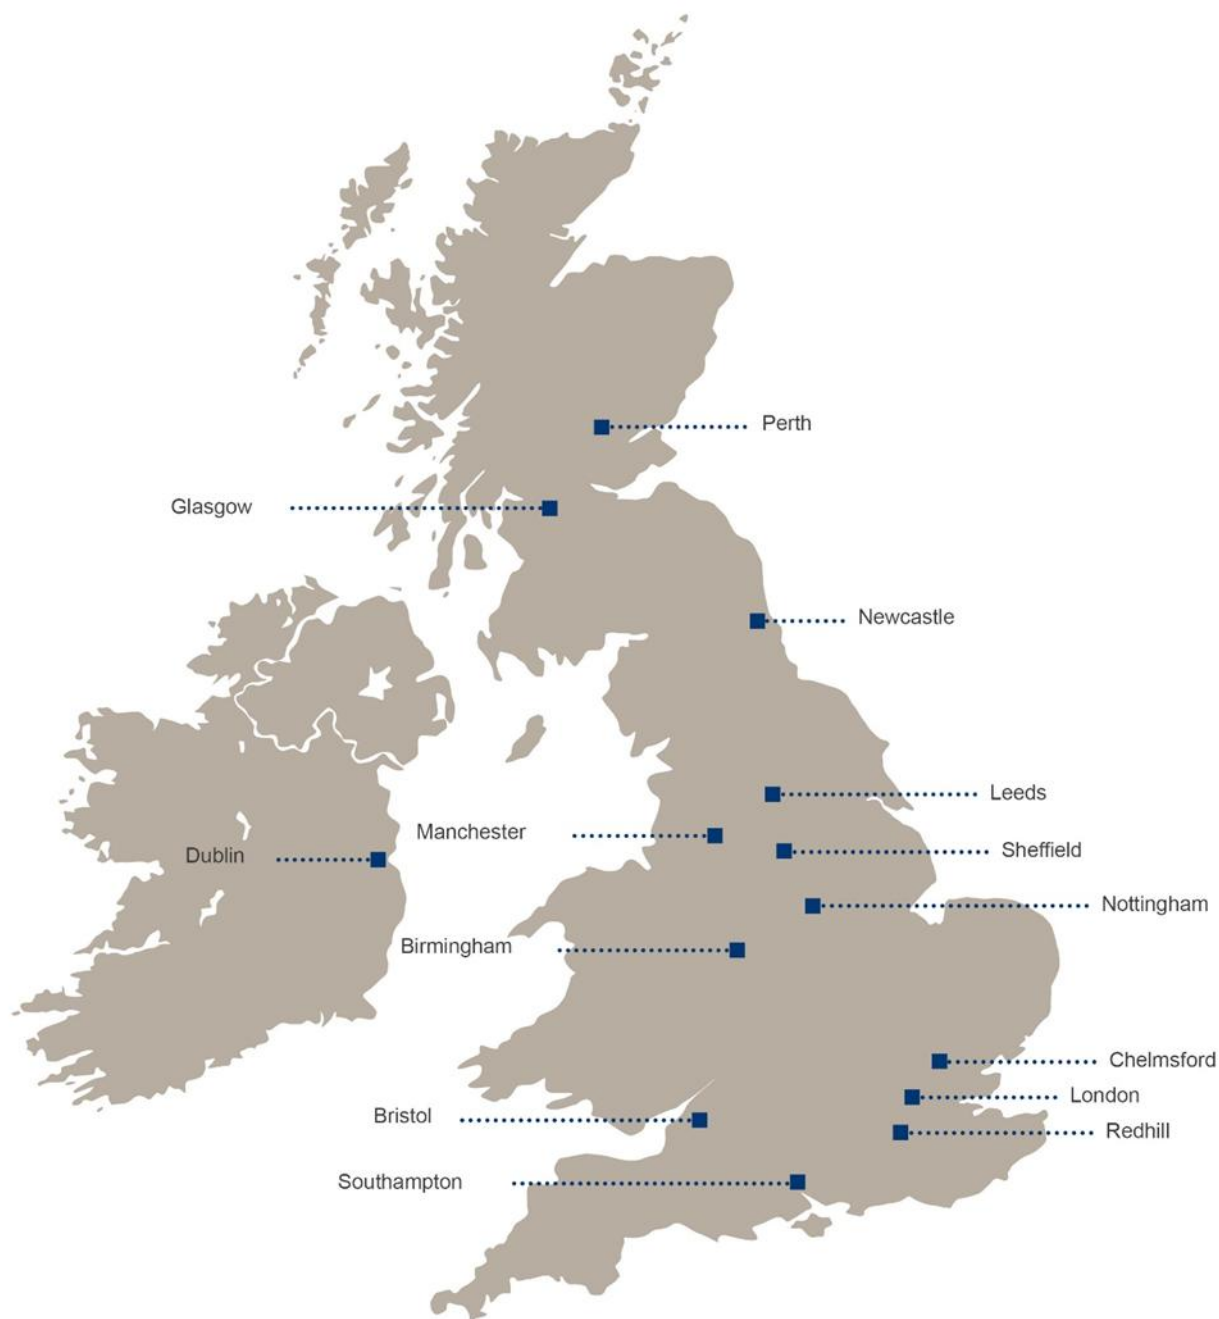 Perth
Glasgow
Newcastle
Leeds
Manchester
Sheffield
Dublin
Nottingham
Birmingham
Chelmsford
London
Bristol
Redhill
Southampton